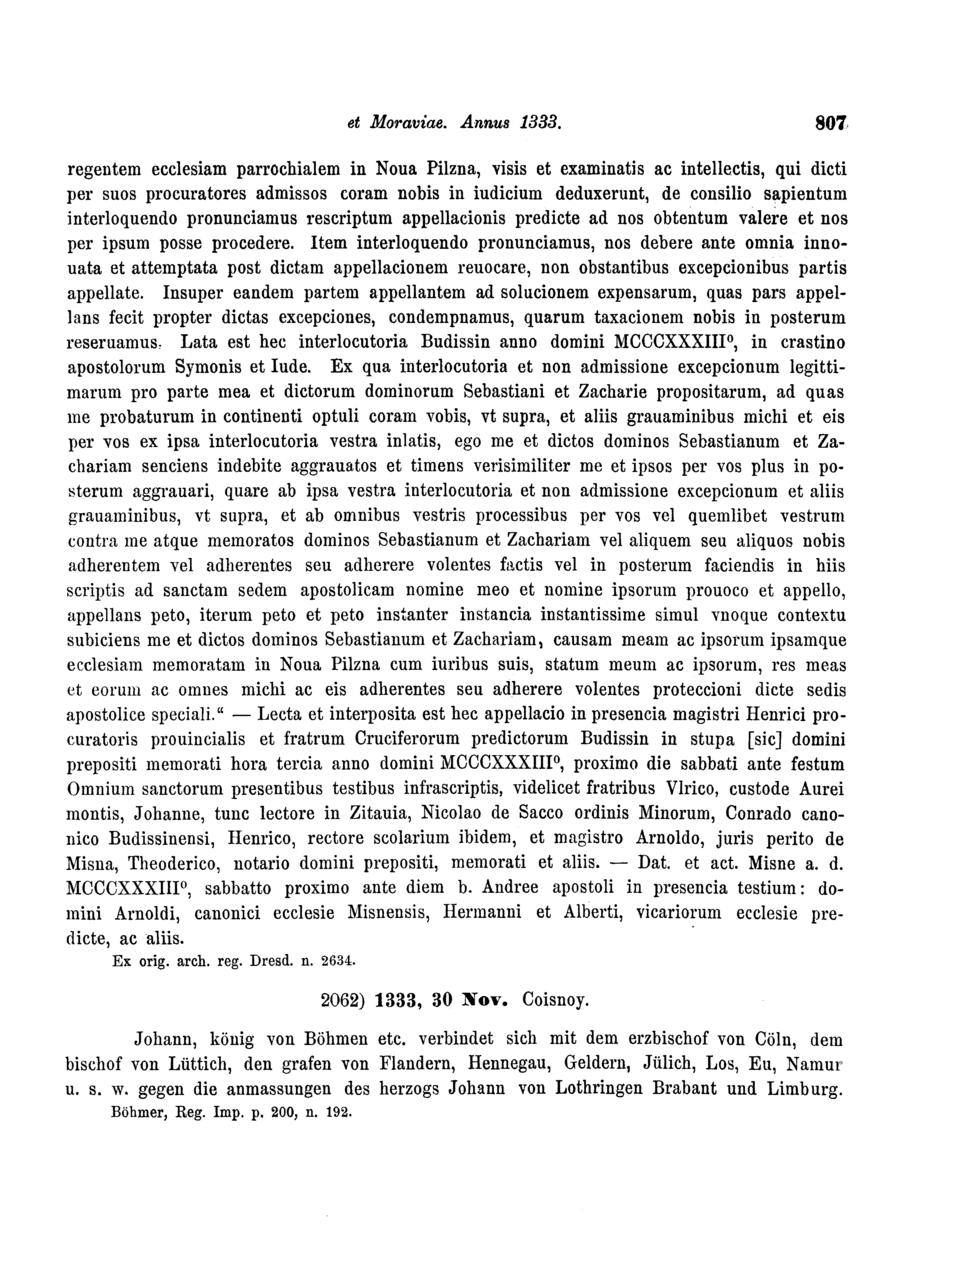 et Moraviae. Annus 1333. 807
regentem ecclesiam parrochialem in Noua Pilzna, visis et examinatis ac intellectis, qui dicti
per suos procuratores admissos coram nobis in iudicium deduxerunt, de consilio sapientum
interloquendo pronunciamus rescriptum appellacionis predicte ad nos obtentum valere et nos
per ipsum posse procedere. Item interloquendo pronunciamus, nos debere ante omnia inno-
uata et attemptata post dictam appellacionem reuocare, non obstantibus excepcionibus partis
appellate. Insuper eandem partem appellantem ad solucionem expensarum, quas pars appel-
lans fecit propter dictas excepciones, condempnamus, quarum taxacionem nobis in posterum
reseruamus. Lata est hec interlocutoria Budissin anno domini MCCCXXXIII⁰, in crastino
apostolorum Symonis et Iude. Ex qua interlocutoria et non admissione excepcionum legitti-
marum pro parte mea et dictorum dominorum Sebastiani et Zacharie propositarum, ad quas
me probaturum in continenti optuli coram vobis, vt supra, et aliis grauaminibus michi et eis
per vos ex ipsa interlocutoria vestra inlatis, ego me et dictos dominos Sebastianum et Za-
chariam senciens indebite aggrauatos et timens verisimiliter me et ipsos per vos plus in po-
sterum aggrauari, quare ab ipsa vestra interlocutoria et non admissione excepcionum et aliis
grauaminibus, vt supra, et ab omnibus vestris processibus per vos vel quemlibet vestrum
contra me atque memoratos dominos Sebastianum et Zachariam vel aliquem seu aliquos nobis
adherentem vel adherentes seu adherere volentes factis vel in posterum faciendis in hiis
scriptis ad sanctam sedem apostolicam nomine meo et nomine ipsorum prouoco et appello,
appellans peto, iterum peto et peto instanter instancia instantissime simul vnoque contextu
subiciens me et dictos dominos Sebastianum et Zachariam, causam meam ac ipsorum ipsamque
ecclesiam memoratam in Noua Pilzna cum iuribus suis, statum meum ac ipsorum, res meas
et eorum ac omnes michi ac eis adherentes seu adherere volentes proteccioni dicte sedis
apostolice speciali.“ — Lecta et interposita est hec appellacio in presencia magistri Henrici pro-
curatoris prouincialis et fratrum Cruciferorum predictorum Budissin in stupa [sic] domini
prepositi memorati hora tercia anno domini MCCCXXXIII⁰, proximo die sabbati ante festum
Omnium sanctorum presentibus testibus infrascriptis, videlicet fratribus Vlrico, custode Aurei
montis, Johanne, tunc lectore in Zitauia, Nicolao de Sacco ordinis Minorum, Conrado cano-
nico Budissinensi, Henrico, rectore scolarium ibidem, et magistro Arnoldo, juris perito de
Misna, Theoderico, notario domini prepositi, memorati et aliis. — Dat. et act. Misne a. d.
MCCCXXXIII⁰, sabbatto proximo ante diem b. Andree apostoli in presencia testium: do-
mini Arnoldi, canonici ecclesie Misnensis, Hermanni et Alberti, vicariorum ecclesie pre-
dicte, ac aliis.
Ex orig. arch. reg. Dresd. n. 2634.
2062) 1333, 30 Nov. Coisnoy.
Johann, könig von Böhmen etc. verbindet sich mit dem erzbischof von Cöln, dem
bischof von Lüttich, den grafen von Flandern, Hennegau, Geldern, Jülich, Los, Eu, Namur
u. s. w. gegen die anmassungen des herzogs Johann von Lothringen Brabant und Limburg.
Böhmer, Reg. Imp. p. 200, n. 192.